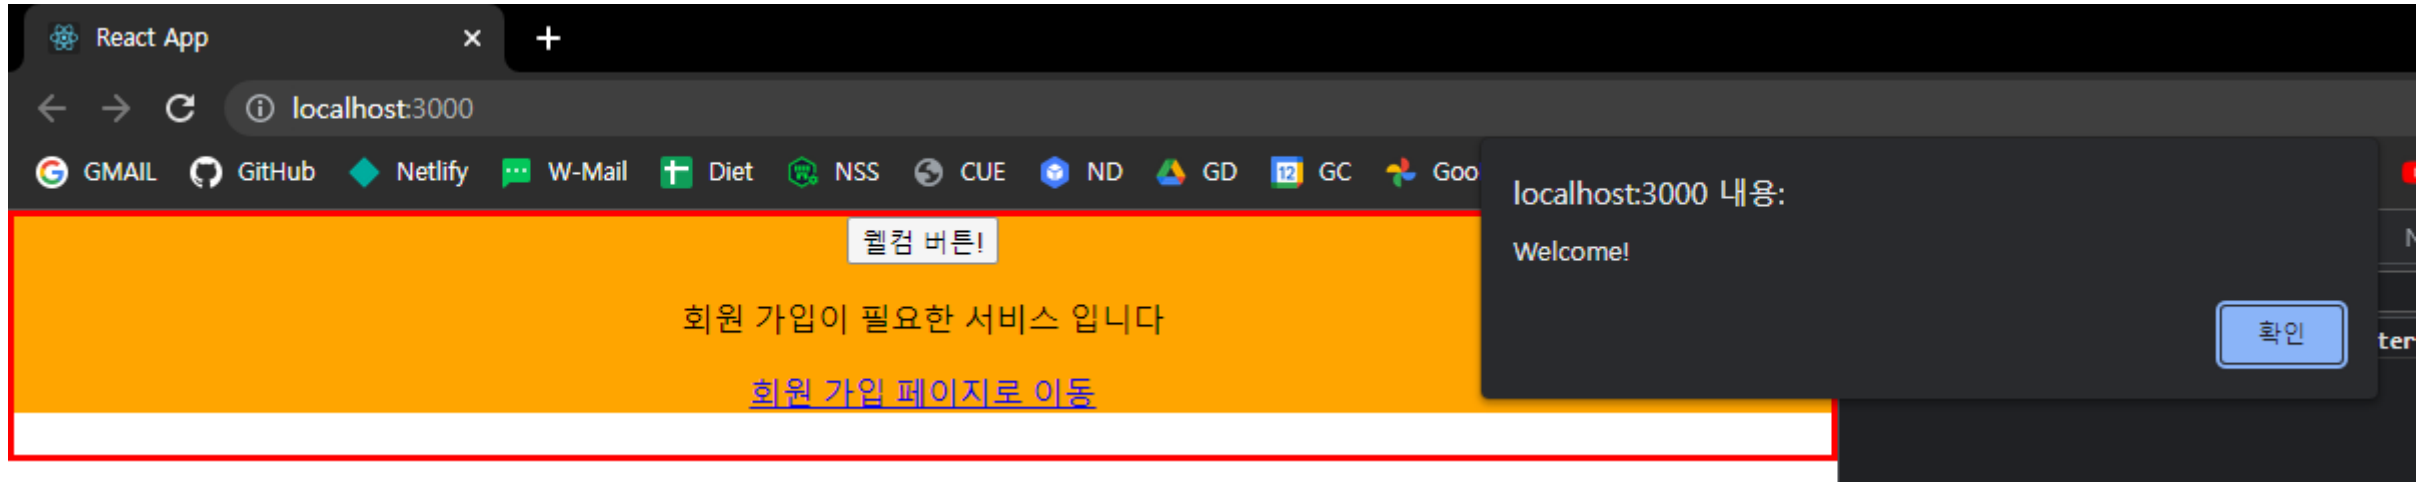 React App
localhost:3000
GMAIL GitHub Netlify W-Mail Diet NSS CUE ND GD 12 GC Goo
localhost:3000 내용:
Welcome!
확인
웰컴 버튼!
회원 가입이 필요한 서비스 입니다
회원 가입 페이지로 이동
ter